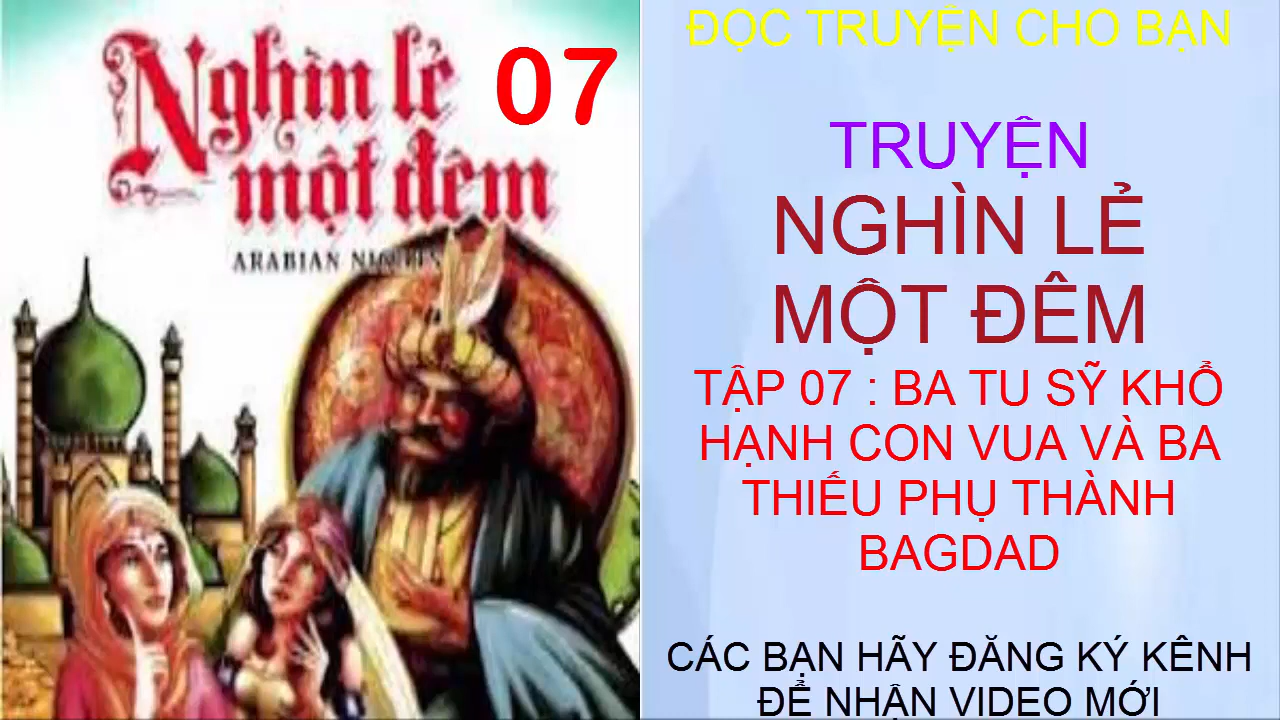 Nghìn lẻ
một đêm
ARABIAN NIGHTS
07
ĐỌC TRUYỆN CHO BẠN
TRUYỆN
NGHÌN LẺ
MỘT ĐÊM
TẬP 07 : BA TU SỸ KHỔ
HẠNH CON VUA VÀ BA
THIẾU PHỤ THÀNH
BAGDAD
CÁC BẠN HÃY ĐĂNG KÝ KÊNH
ĐỂ NHẬN VIDEO MỚI